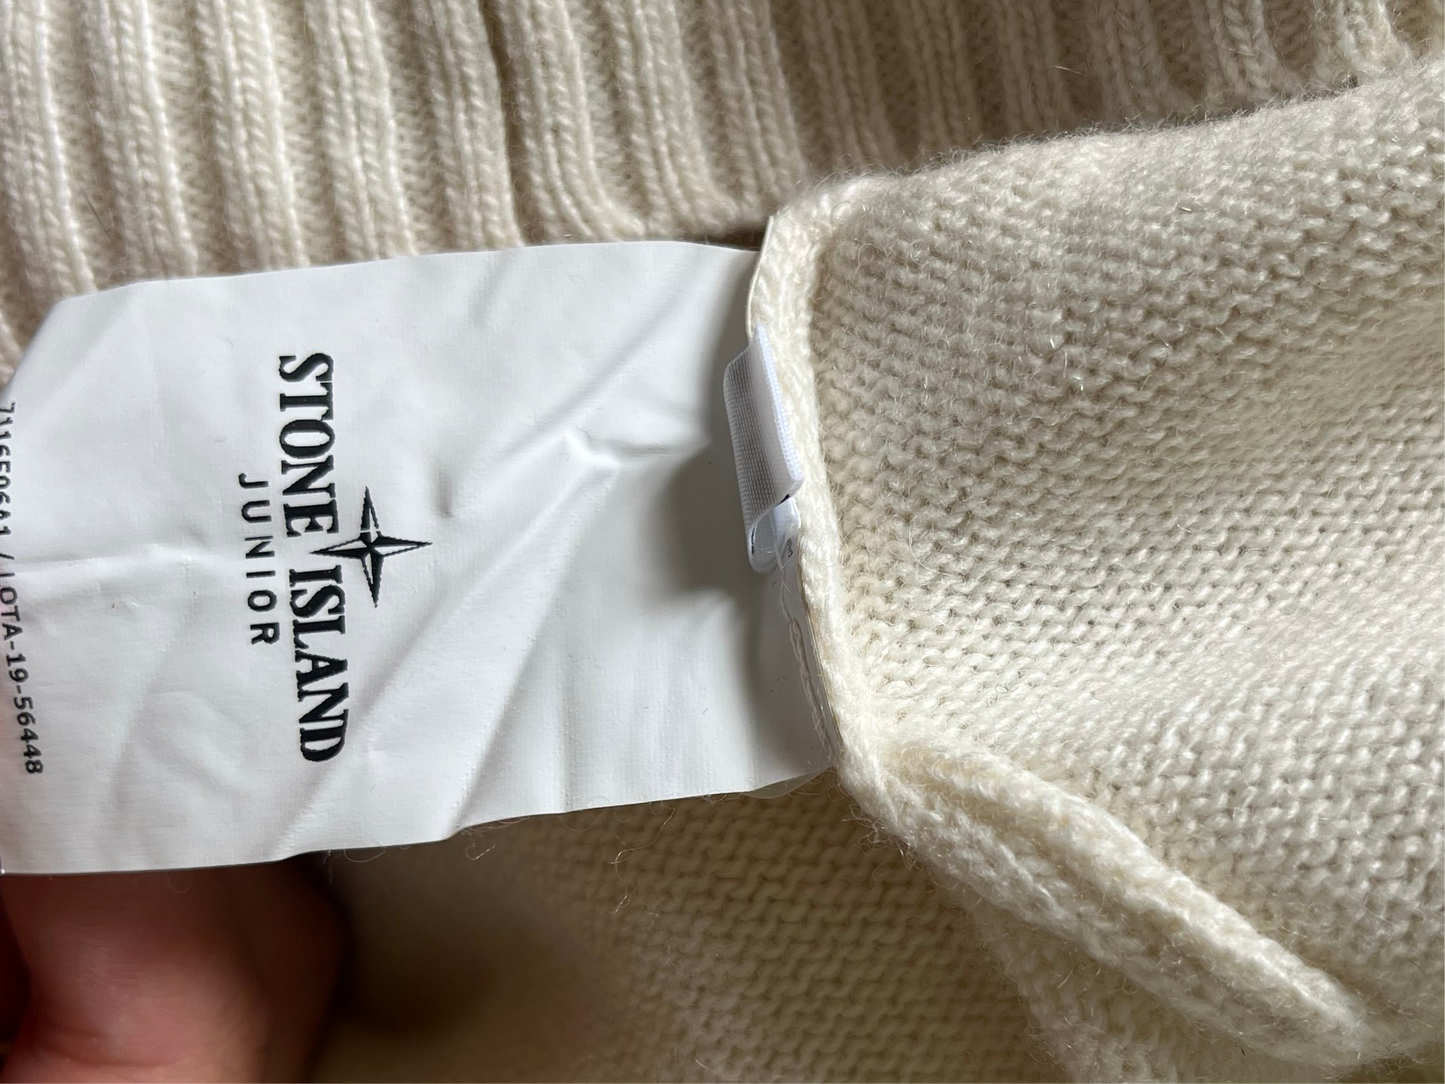 STONE ISLAND
JUNIOR
/ LOTA-19-56448